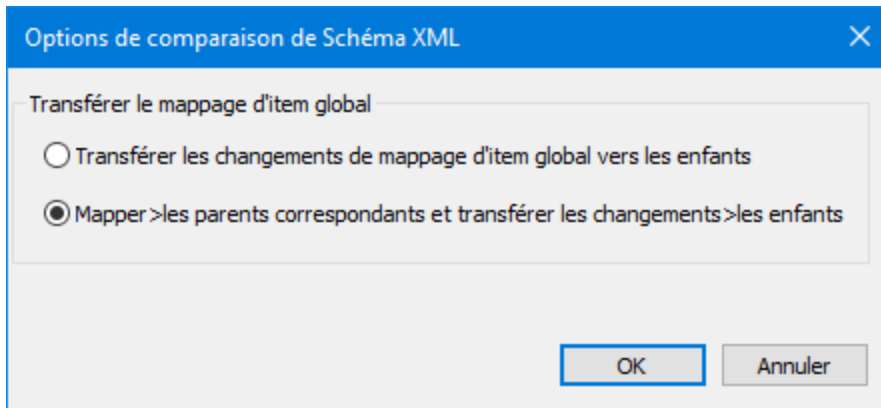 Options de comparaison de Schéma XML
Transférer le mappage d'item global
Transférer les changements de mappage d'item global vers les enfants
Mapper>les parents correspondants et transférer les changements>les enfants
OK
Annuler